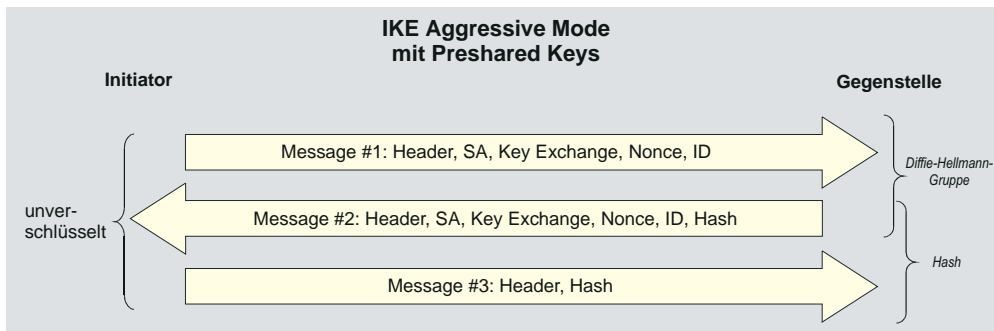 IKE Aggressive Mode
mit Preshared Keys
Initiator
Gegenstelle
Message #1: Header, SA, Key Exchange, Nonce, ID
Diffie-Hellmann-
Gruppe
unver-
schlüsselt
Message #2: Header, SA, Key Exchange, Nonce, ID, Hash
Hash
Message #3: Header, Hash